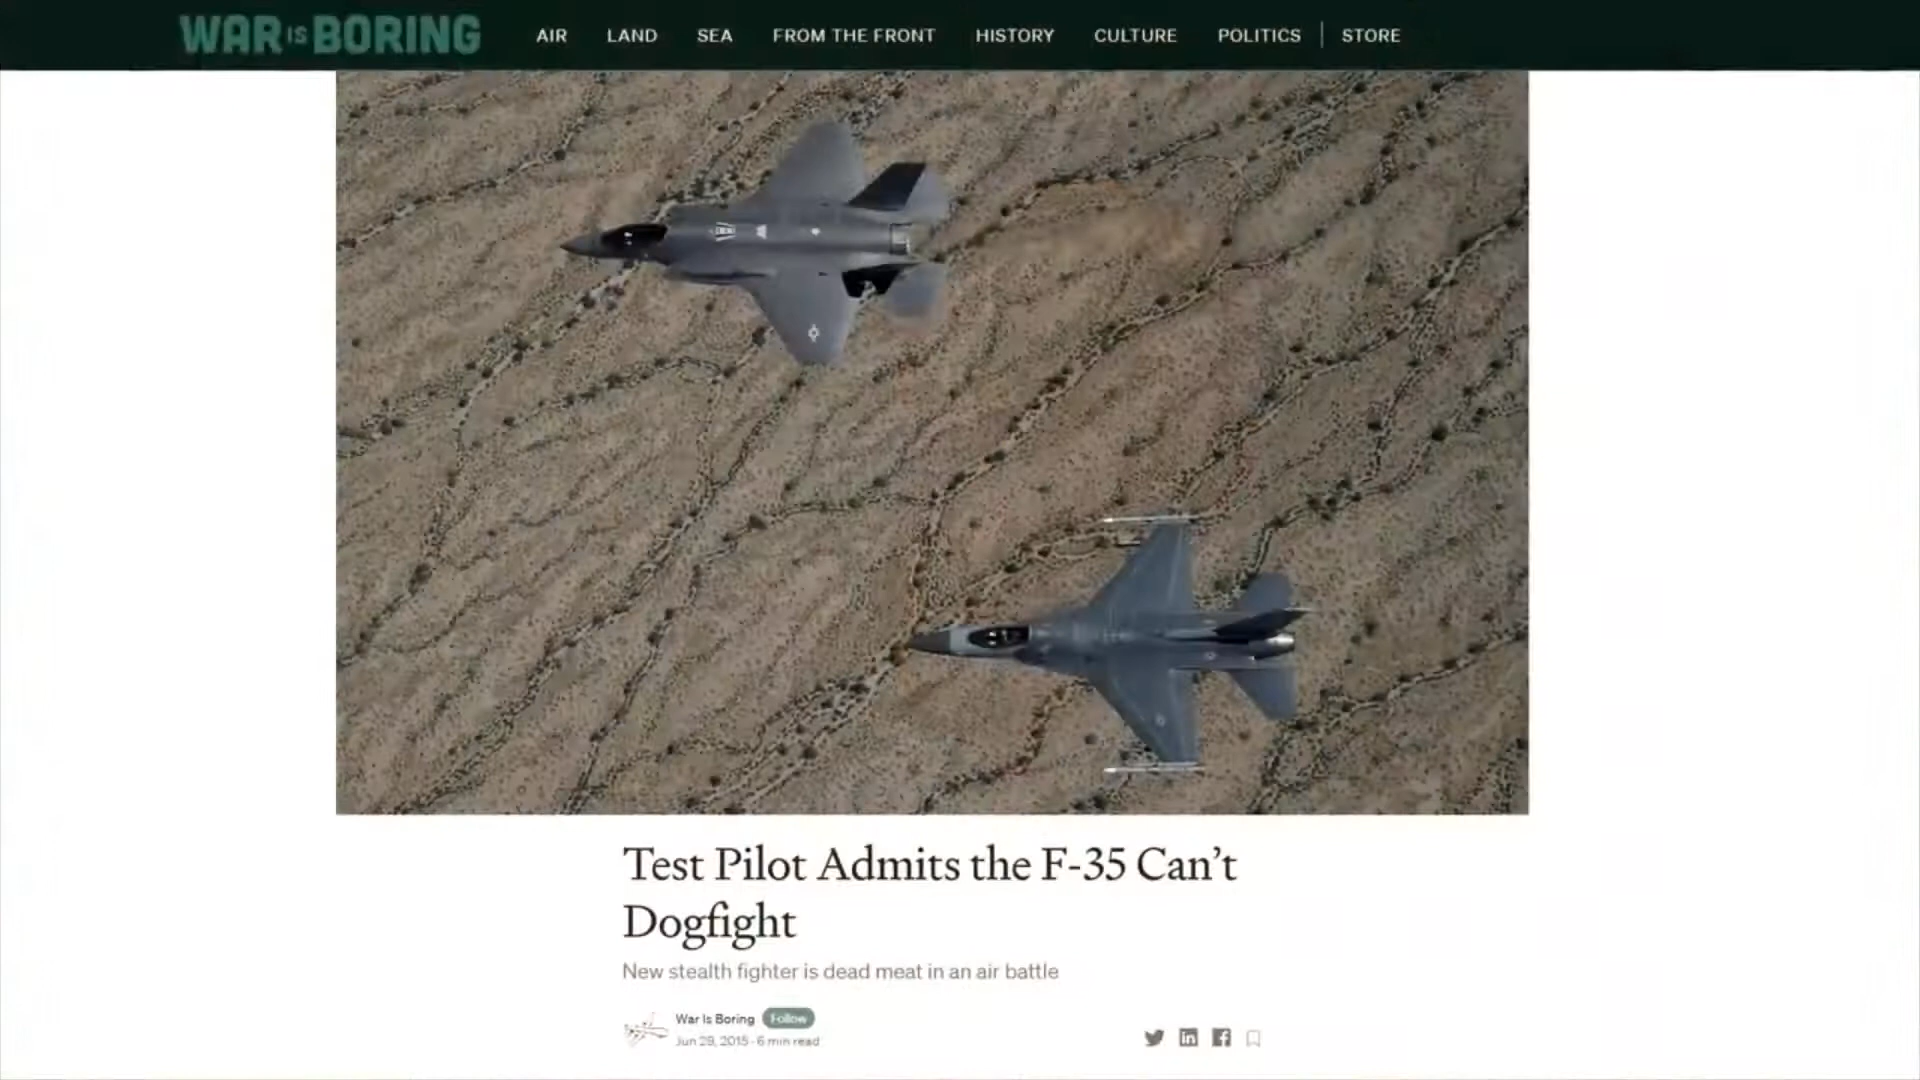 WAR IS BORING
AIR LAND SEA FROM THE FRONT HISTORY CULTURE POLITICS STORE
Test Pilot Admits the F-35 Can’t
Dogfight
New stealth fighter is dead meat in an air battle
War Is Boring Follow
Jun 29, 2015 · 6 min read